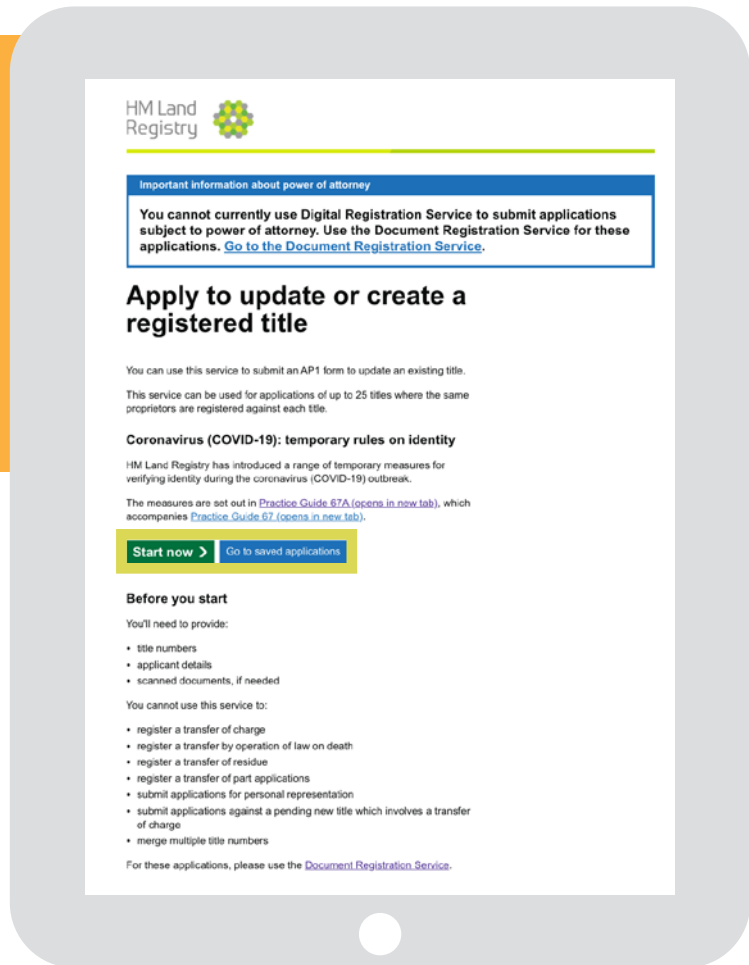 HM Land
Registry
Important information about power of attorney
You cannot currently use Digital Registration Service to submit applications
subject to power of attorney. Use the Document Registration Service for these
applications. Go to the Document Registration Service.
Apply to update or create a
registered title
You can use this service to submit an AP1 form to update an existing title.
This service can be used for applications of up to 25 titles where the same
proprietors are registered against each title.
Coronavirus (COVID-19): temporary rules on identity
HM Land Registry has introduced a range of temporary measures for
verifying identity during the coronavirus (COVID-19) outbreak.
The measures are set out in Practice Guide 67A (opens in new tab), which
accompanies Practice Guide 67 (opens in new tab).
Start now Go to saved applications
Before you start
You'll need to provide:
• title numbers
• applicant details
• scanned documents, if needed
You cannot use this service to:
• register a transfer of charge
• register a transfer by operation of law on death
• register a transfer of residue
• register a transfer of part applications
• submit applications for personal representation
• submit applications against a pending new title which involves a transfer
of charge
• merge multiple title numbers
For these applications, please use the Document Registration Service.